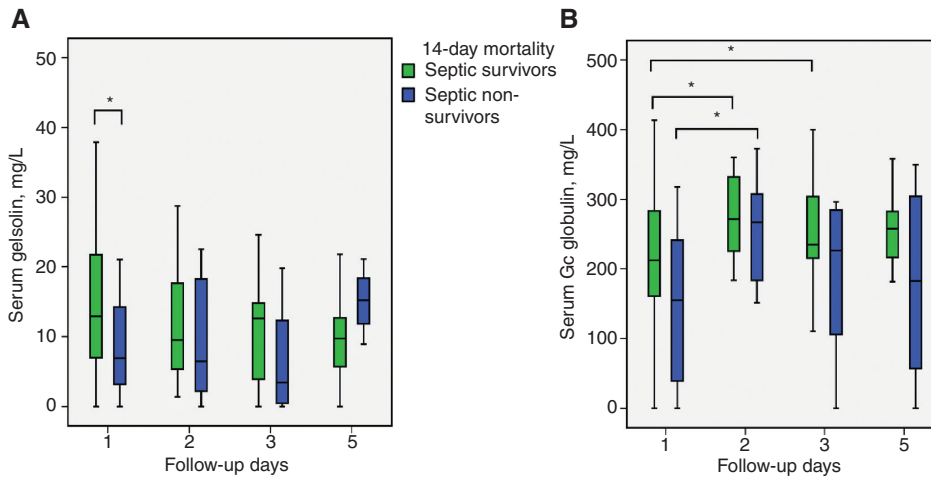 A
Serum gelsolin, mg/L
50
40
30
20
10
0
*
1
2
3
5
Follow-up days
14-day mortality
Septic survivors
Septic non-
survivors
B
Serum Gc globulin, mg/L
500
400
300
200
100
0
*
*
*
1
2
3
5
Follow-up days